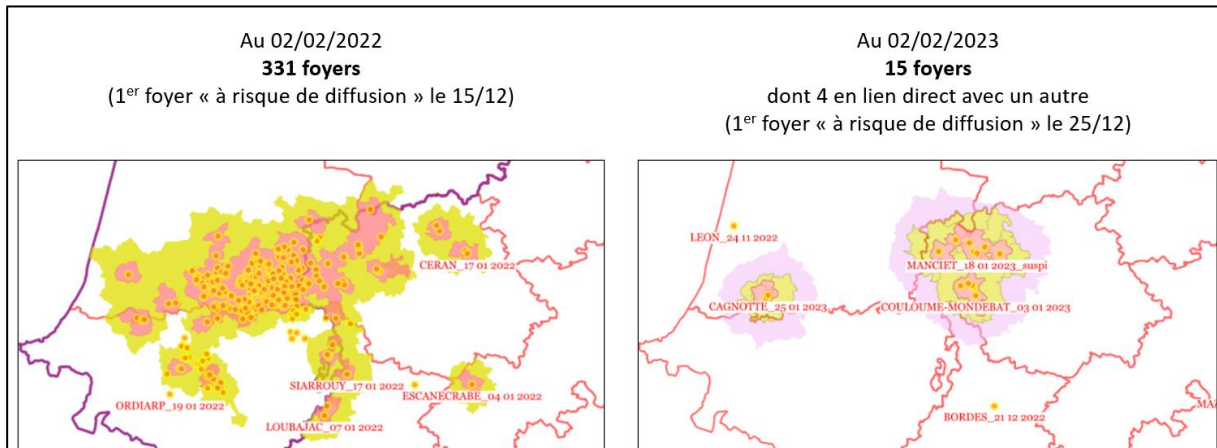 Au 02/02/2022
331 foyers
(1er foyer « à risque de diffusion » le 15/12)
CERAN_17 01 2022
SIARROUY_17 01 2022
ESCANECRABE_04 01 2022
ORDIARP_19 01 2022
LOUBAJAC_07 01 2022
Au 02/02/2023
15 foyers
dont 4 en lien direct avec un autre
(1er foyer « à risque de diffusion » le 25/12)
LEON_24 11 2022
MANCIET_18 01 2023_suspi
CAGNOTTE_25 01 2023
COULOUME-MONDEBAT_03 01 2023
BORDES_21 12 2022
MAZ